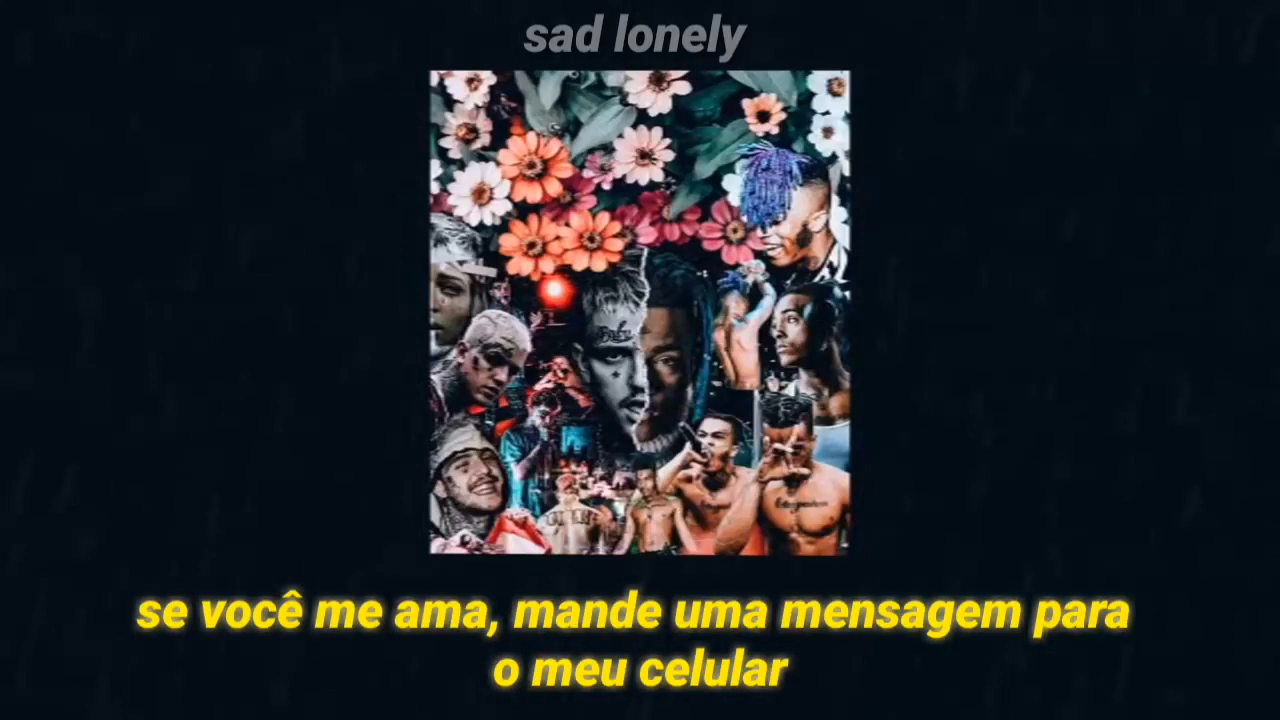 sad lonely
se você me ama, mande uma mensagem para
o meu celular